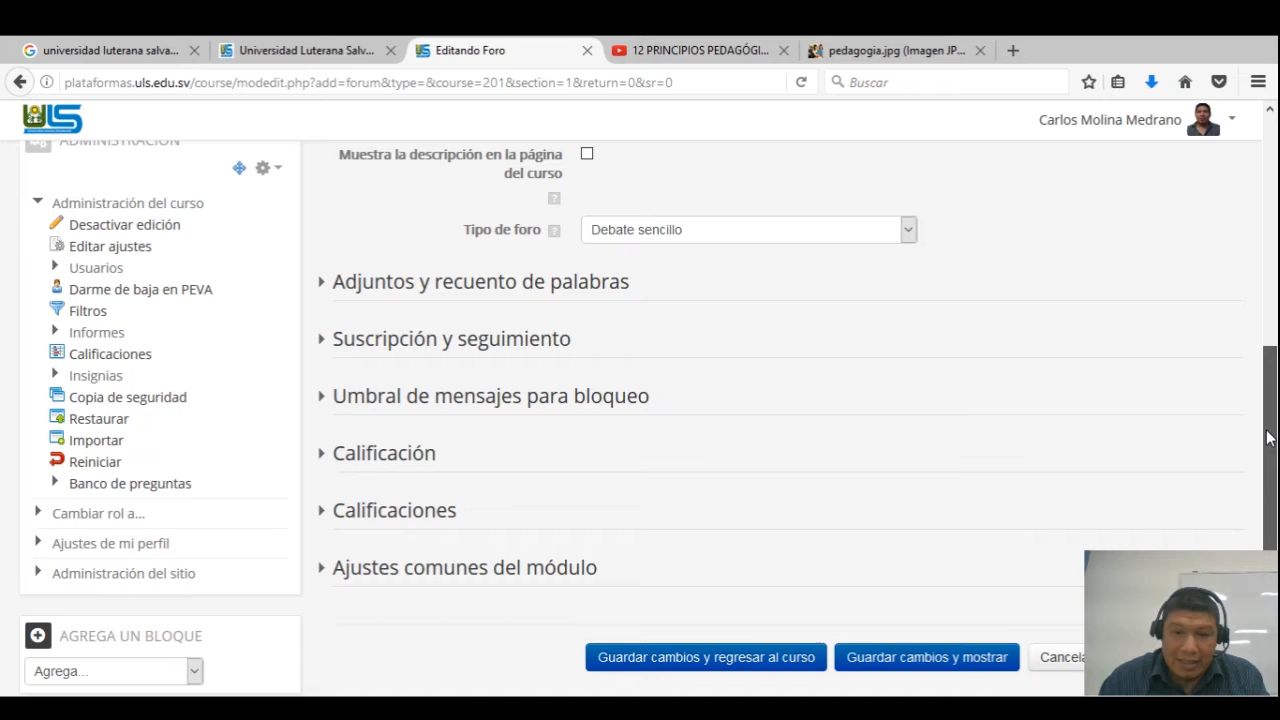 universidad luterana salva...
Universidad Luterana Salv...
Editando Foro
12 PRINCIPIOS PEDAGÓGI...
pedagogia.jpg (Imagen JP...
plataformas.uls.edu.sv/course/modedit.php?add=forum&type=&course=201&section=1&return=0&sr=0
Buscar
ULS
Carlos Molina Medrano
ADMINISTRACIÓN
Administración del curso
Desactivar edición
Editar ajustes
Usuarios
Darme de baja en PEVA
Filtros
Informes
Calificaciones
Insignias
Copia de seguridad
Restaurar
Importar
Reiniciar
Banco de preguntas
Cambiar rol a...
Ajustes de mi perfil
Administración del sitio
AGREGA UN BLOQUE
Agrega...
Muestra la descripción en la página
del curso
Tipo de foro
Debate sencillo
Adjuntos y recuento de palabras
Suscripción y seguimiento
Umbral de mensajes para bloqueo
Calificación
Calificaciones
Ajustes comunes del módulo
Guardar cambios y regresar al curso
Guardar cambios y mostrar
Cancela